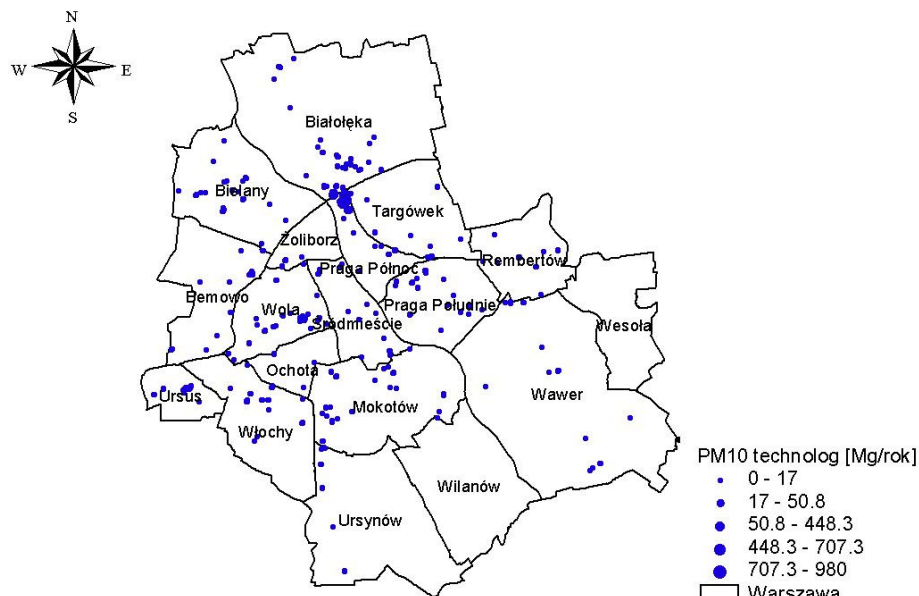 N
W E
S
Białołęka
Bielany
Targówek
Żoliborz
Rembertów
Praga Północ
Bemowo
Praga Południe
Wola
Śródmieście
Wesoła
Ochota
Ursus
Wawer
Mokotów
Włochy
PM10 technolog [Mg/rok]
0 - 17
Wilanów
17 - 50.8
Ursynów
50.8 - 448.3
448.3 - 707.3
707.3 - 980
Warszawa